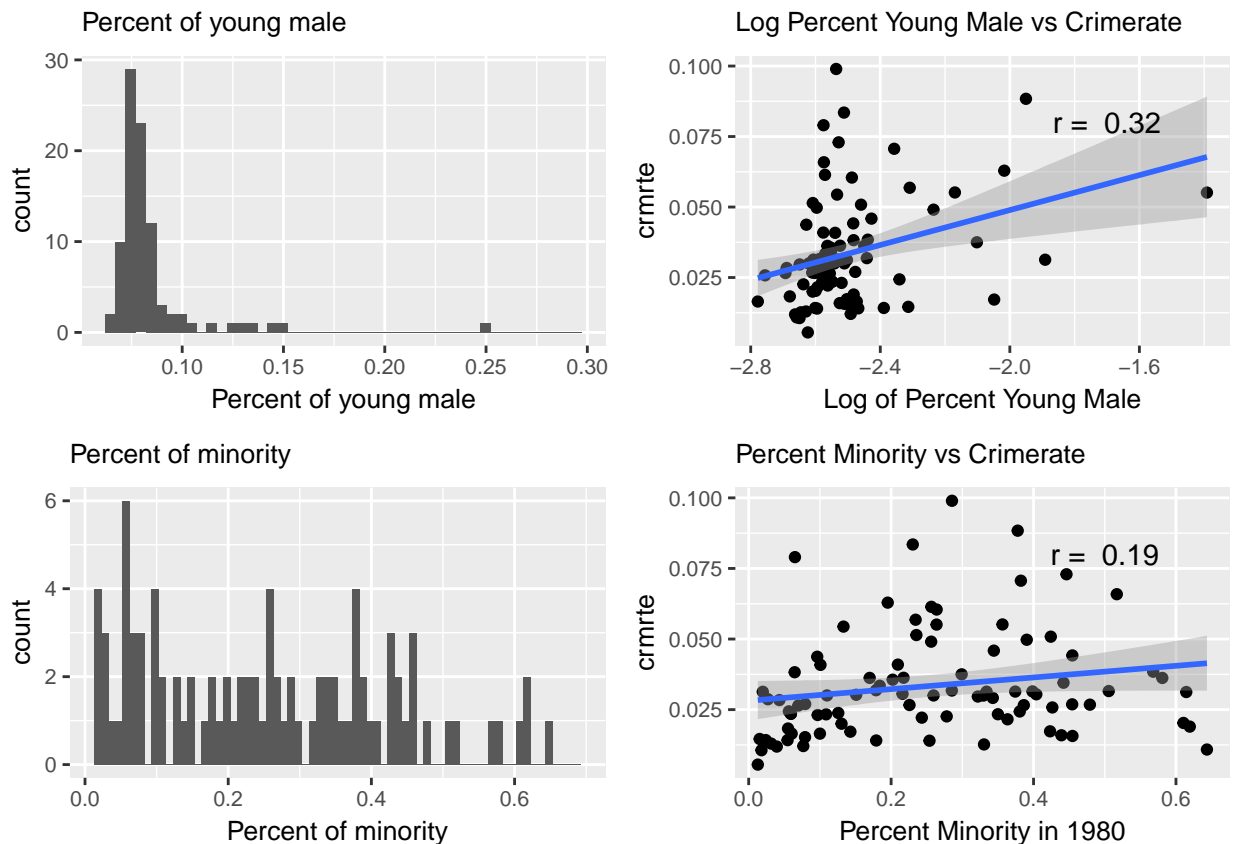 Percent of young male
30
20
10
0
count
0.10
0.15
0.20
0.25
0.30
Percent of young male
Log Percent Young Male vs Crimerate
0.100
0.075
0.050
0.025
crmrte
r = 0.32
−2.8
−2.4
−2.0
−1.6
Log of Percent Young Male
Percent of minority
6
4
2
0
count
0.0
0.2
0.4
0.6
Percent of minority
Percent Minority vs Crimerate
0.100
0.075
0.050
0.025
crmrte
r = 0.19
0.0
0.2
0.4
0.6
Percent Minority in 1980